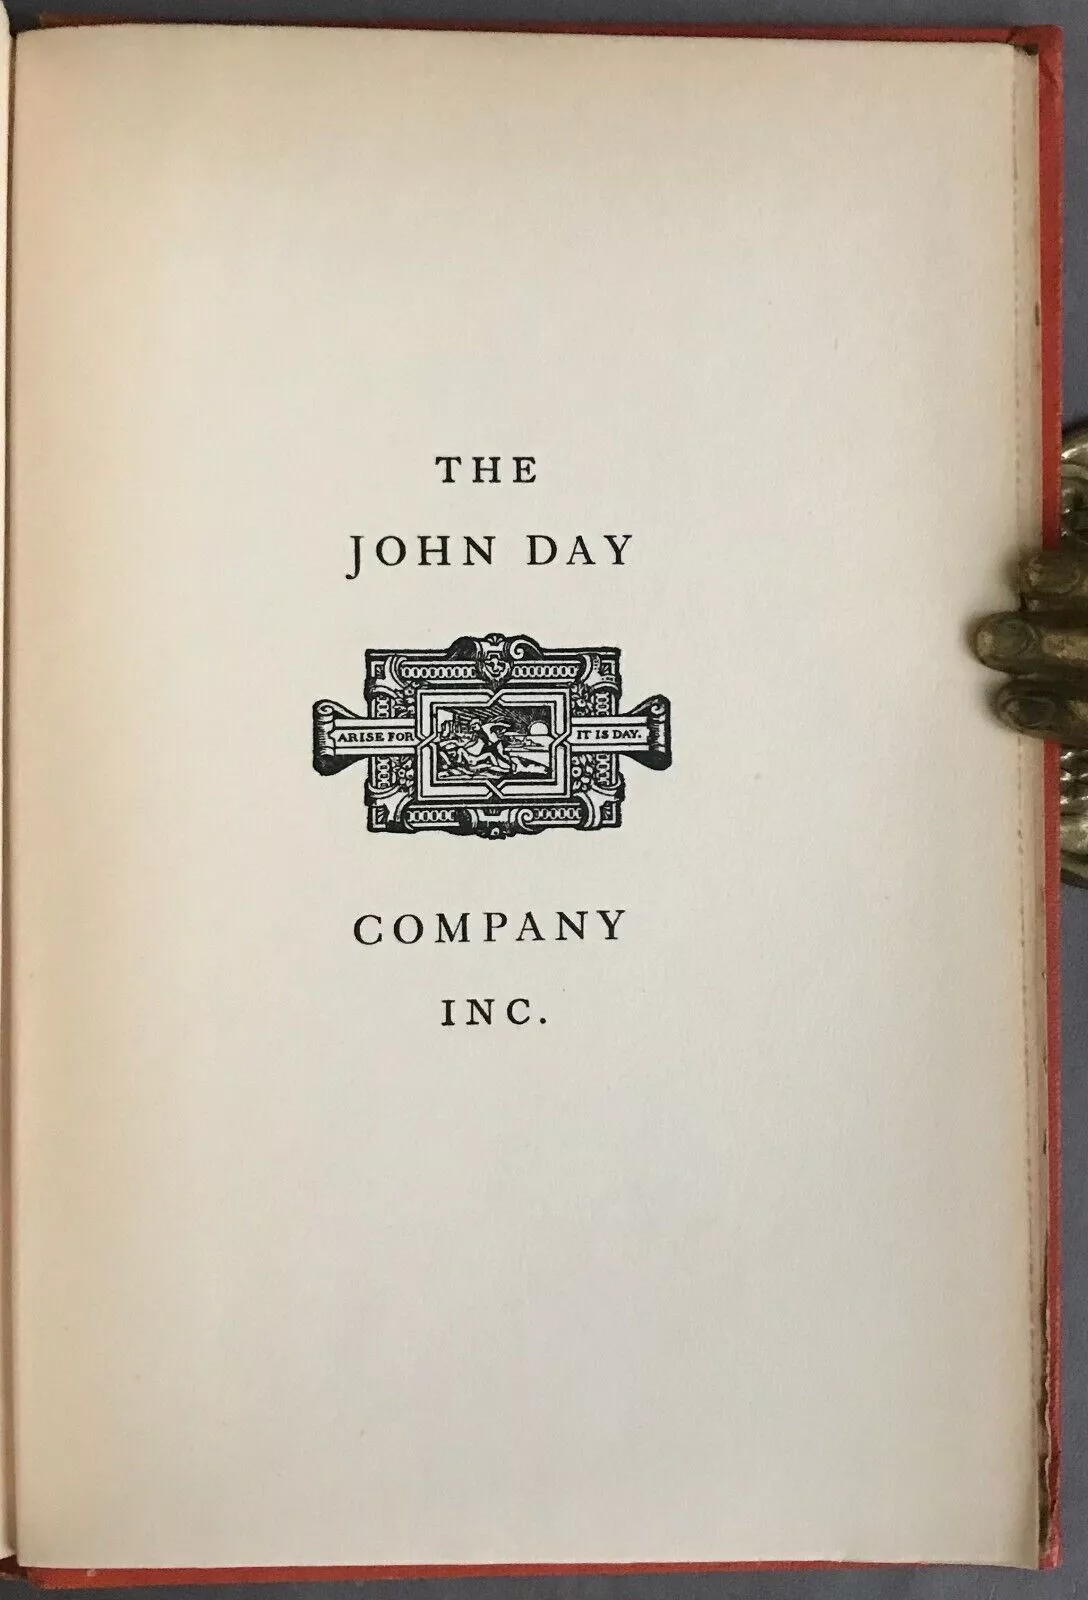 THE
JOHN DAY
ARISE FOR IT IS DAY.
COMPANY
INC.